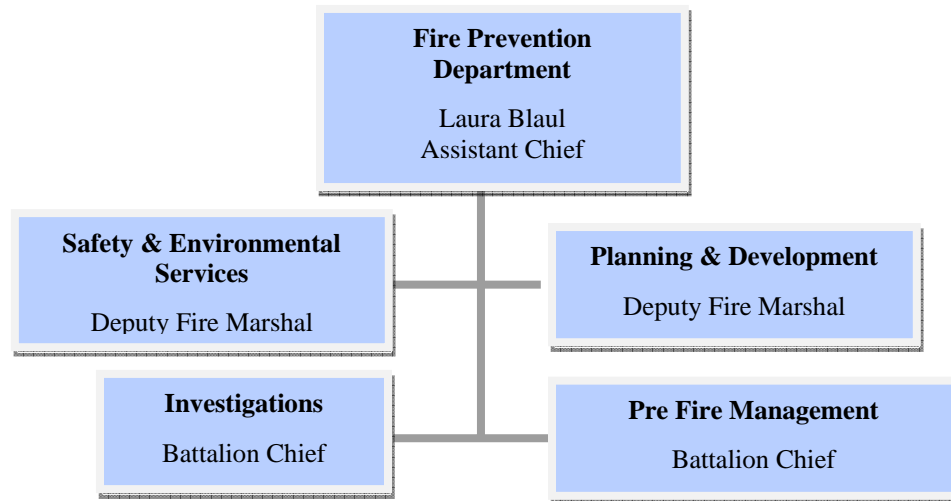 Fire Prevention
Department
Laura Blaul
Assistant Chief
Safety & Environmental
Services
Deputy Fire Marshal
Planning & Development
Deputy Fire Marshal
Investigations
Battalion Chief
Pre Fire Management
Battalion Chief